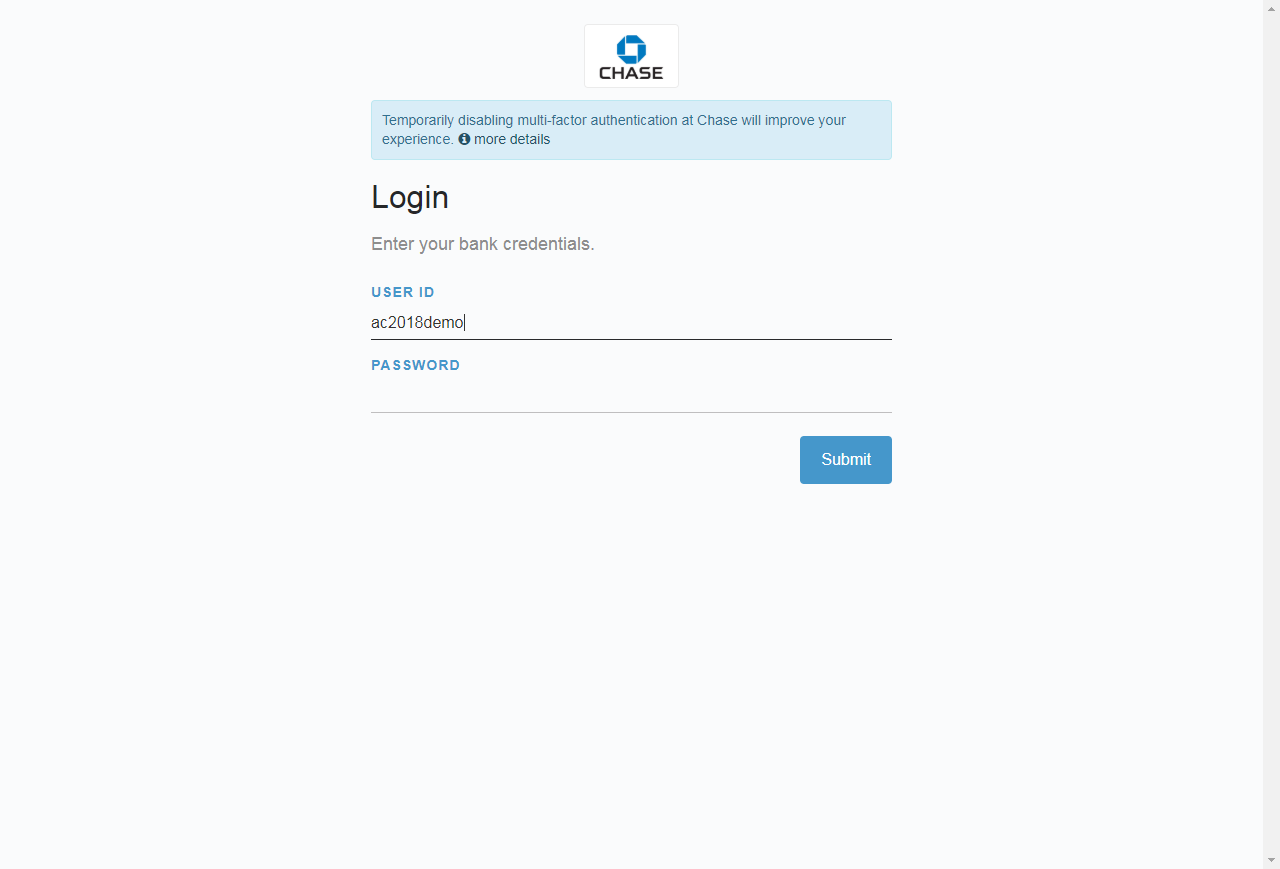 CHASE
Temporarily disabling multi-factor authentication at Chase will improve your
experience. more details
Login
Enter your bank credentials.
USER ID
ac2018demo
PASSWORD
Submit